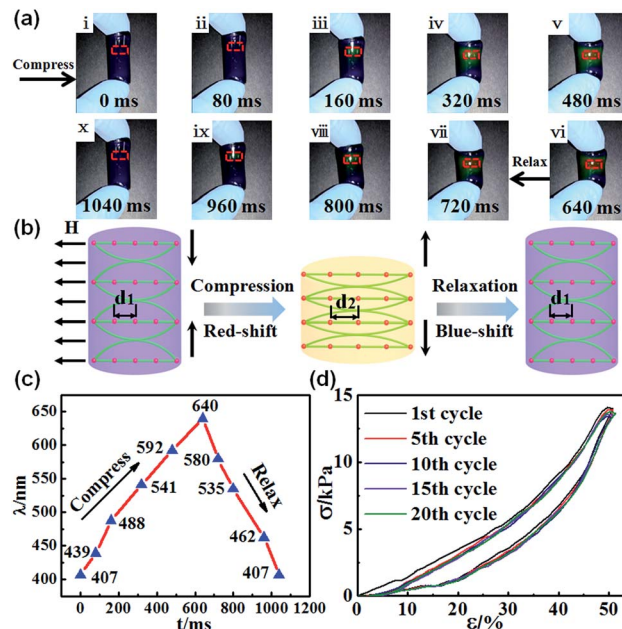 (a)
i
ii
iii
iv
v
Compress
0 ms
80 ms
160 ms
320 ms
480 ms
x
ix
viii
vii
vi
Relax
1040 ms
960 ms
800 ms
720 ms
640 ms
(b)
H
d1
Compression
Red-shift
d2
Relaxation
Blue-shift
d1
(c)
λ/nm
650
600
550
500
450
400
640
592
580
541
535
488
462
439
407
407
Compress
Relax
0 200 400 600 800 1000 1200
t/ms
(d)
σ/kPa
15
10
5
0
1st cycle
5th cycle
10th cycle
15th cycle
20th cycle
0 10 20 30 40 50
ε/%